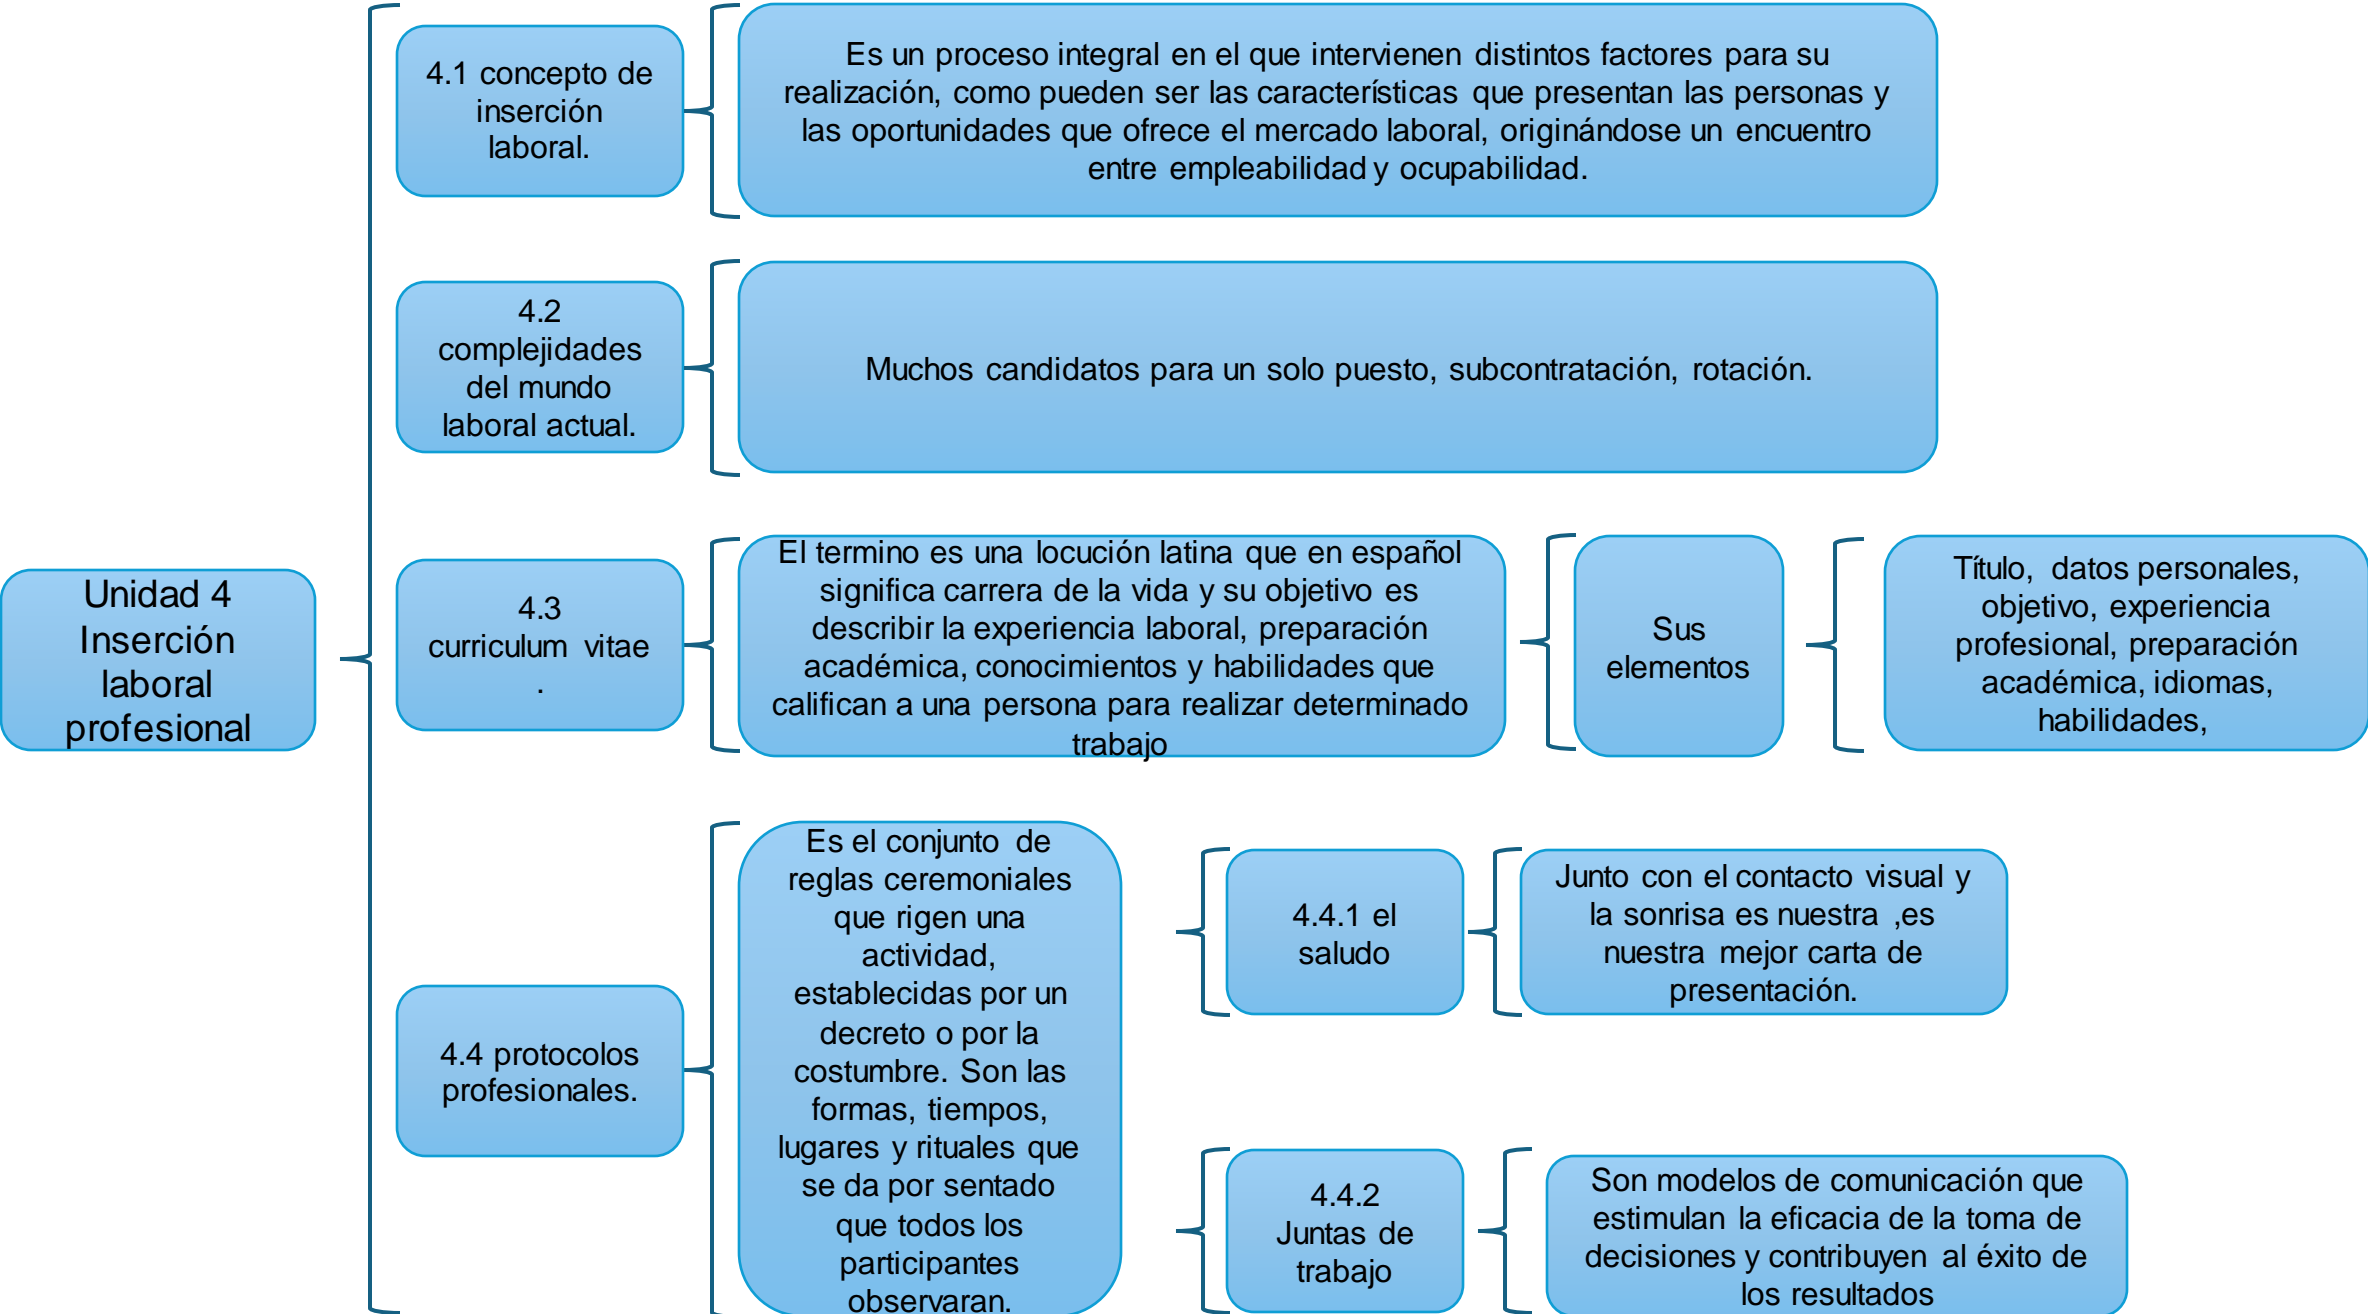 Unidad 4
Inserción
laboral
profesional
4.1 concepto de
inserción
laboral.
Es un proceso integral en el que intervienen distintos factores para su
realización, como pueden ser las características que presentan las personas y
las oportunidades que ofrece el mercado laboral, originándose un encuentro
entre empleabilidad y ocupabilidad.
4.2
complejidades
del mundo
laboral actual.
Muchos candidatos para un solo puesto, subcontratación, rotación.
4.3
curriculum vitae
.
El termino es una locución latina que en español
significa carrera de la vida y su objetivo es
describir la experiencia laboral, preparación
académica, conocimientos y habilidades que
califican a una persona para realizar determinado
trabajo
Sus
elementos
Título, datos personales,
objetivo, experiencia
profesional, preparación
académica, idiomas,
habilidades,
4.4 protocolos
profesionales.
Es el conjunto de
reglas ceremoniales
que rigen una
actividad,
establecidas por un
decreto o por la
costumbre. Son las
formas, tiempos,
lugares y rituales que
se da por sentado
que todos los
participantes
observaran.
4.4.1 el
saludo
Junto con el contacto visual y
la sonrisa es nuestra ,es
nuestra mejor carta de
presentación.
4.4.2
Juntas de
trabajo
Son modelos de comunicación que
estimulan la eficacia de la toma de
decisiones y contribuyen al éxito de
los resultados